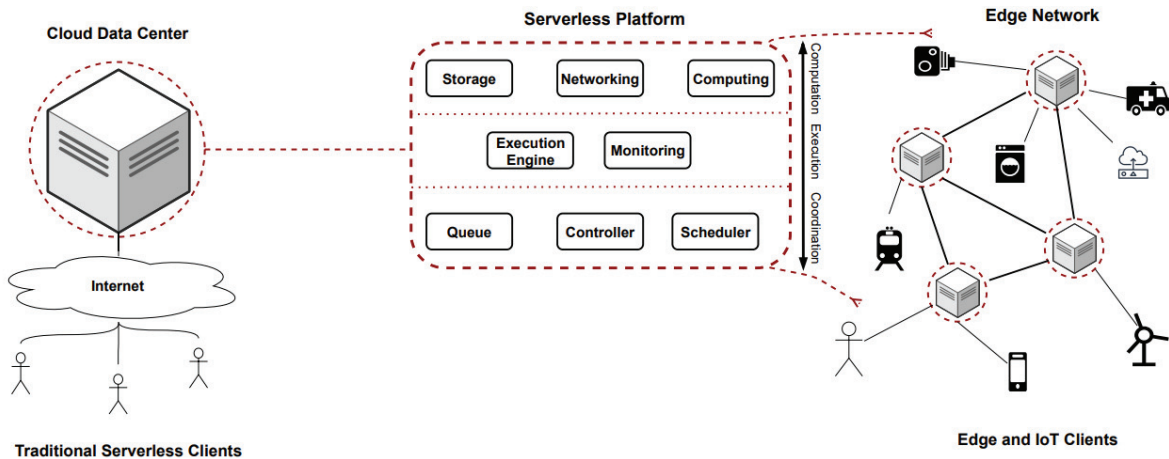 Cloud Data Center
Internet
Traditional Serverless Clients
Serverless Platform
Storage
Networking
Computing
Execution
Engine
Monitoring
Queue
Controller
Scheduler
Computation
Execution
Coordination
Edge Network
Edge and IoT Clients